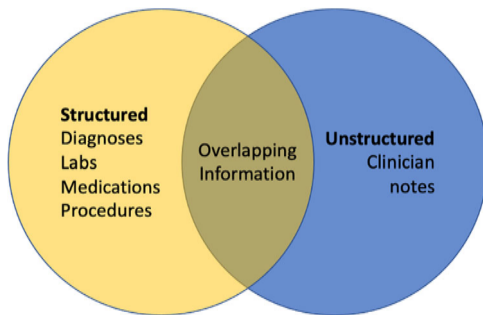 Structured
Diagnoses
Labs
Medications
Procedures
Overlapping
Information
Unstructured
Clinician
notes